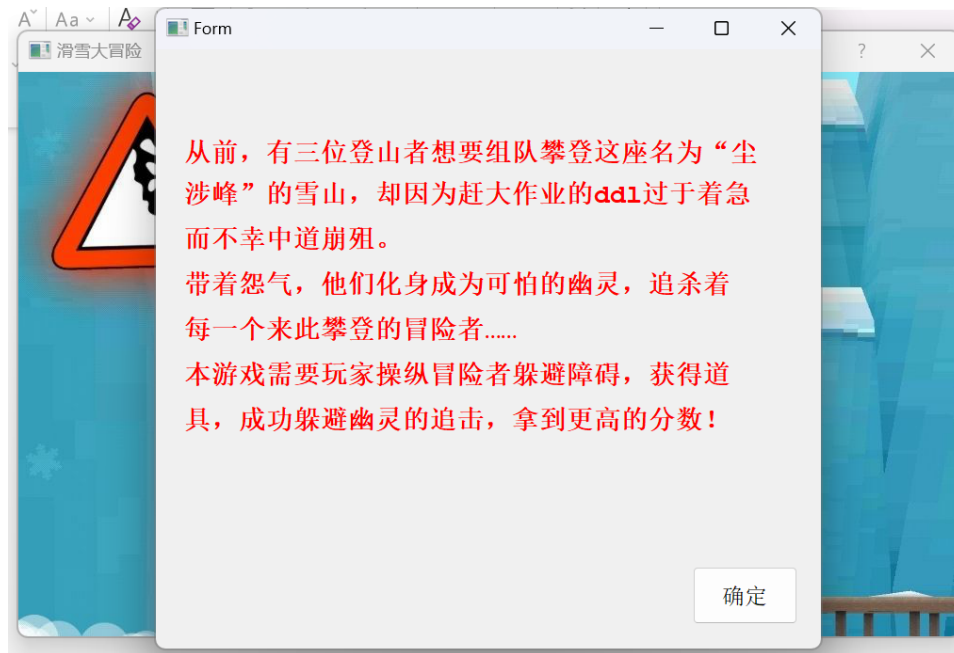 Aa
Form
滑雪大冒险
?
从前，有三位登山者想要组队攀登这座名为“尘
涉峰”的雪山，却因为赶大作业的ddl过于着急
而不幸中道崩殂。
带着怨气，他们化身成为可怕的幽灵，追杀着
每一个来此攀登的冒险者……
本游戏需要玩家操纵冒险者躲避障碍，获得道
具，成功躲避幽灵的追击，拿到更高的分数！
确定